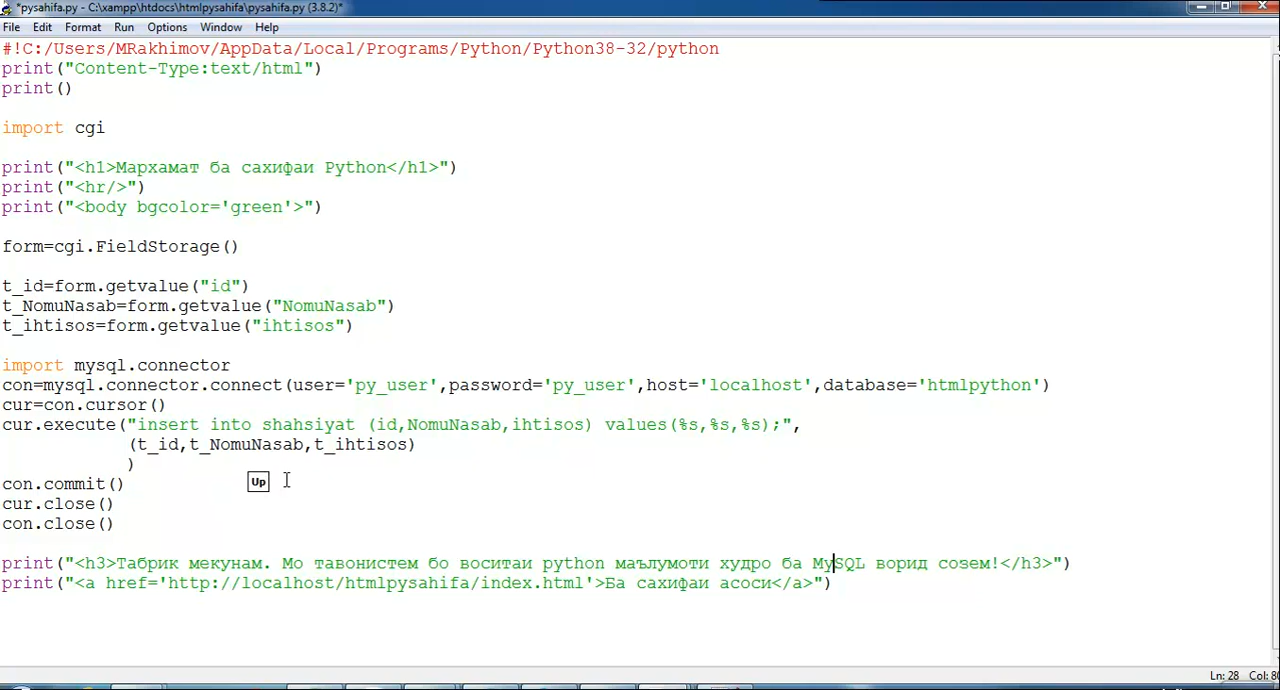 *pysahifa.py - C:\xampp\htdocs\htmlpysahifa\pysahifa.py (3.8.2)*
File Edit Format Run Options Window Help
#!C:/Users/MRakhimov/AppData/Local/Programs/Python/Python38-32/python
print("Content-Type:text/html")
print()
import cgi
print("<h1>Мархамат ба сахифаи Python</h1>")
print("<hr/>")
print("<body bgcolor='green'>")
form=cgi.FieldStorage()
t_id=form.getvalue("id")
t_NomuNasab=form.getvalue("NomuNasab")
t_ihtisos=form.getvalue("ihtisos")
import mysql.connector
con=mysql.connector.connect(user='py_user',password='py_user',host='localhost',database='htmlpython')
cur=con.cursor()
cur.execute("insert into shahsiyat (id,NomuNasab,ihtisos) values(%s,%s,%s);",
(t_id,t_NomuNasab,t_ihtisos)
)
con.commit()
Up
cur.close()
con.close()
print("<h3>Табрик мекунам. Мо тавонистем бо воситаи python маълумоти худро ба MySQL ворид созем!</h3>")
print("<a href='http://localhost/htmlpysahifa/index.html'>Ба сахифаи асоси</a>")
Ln: 28 Col: